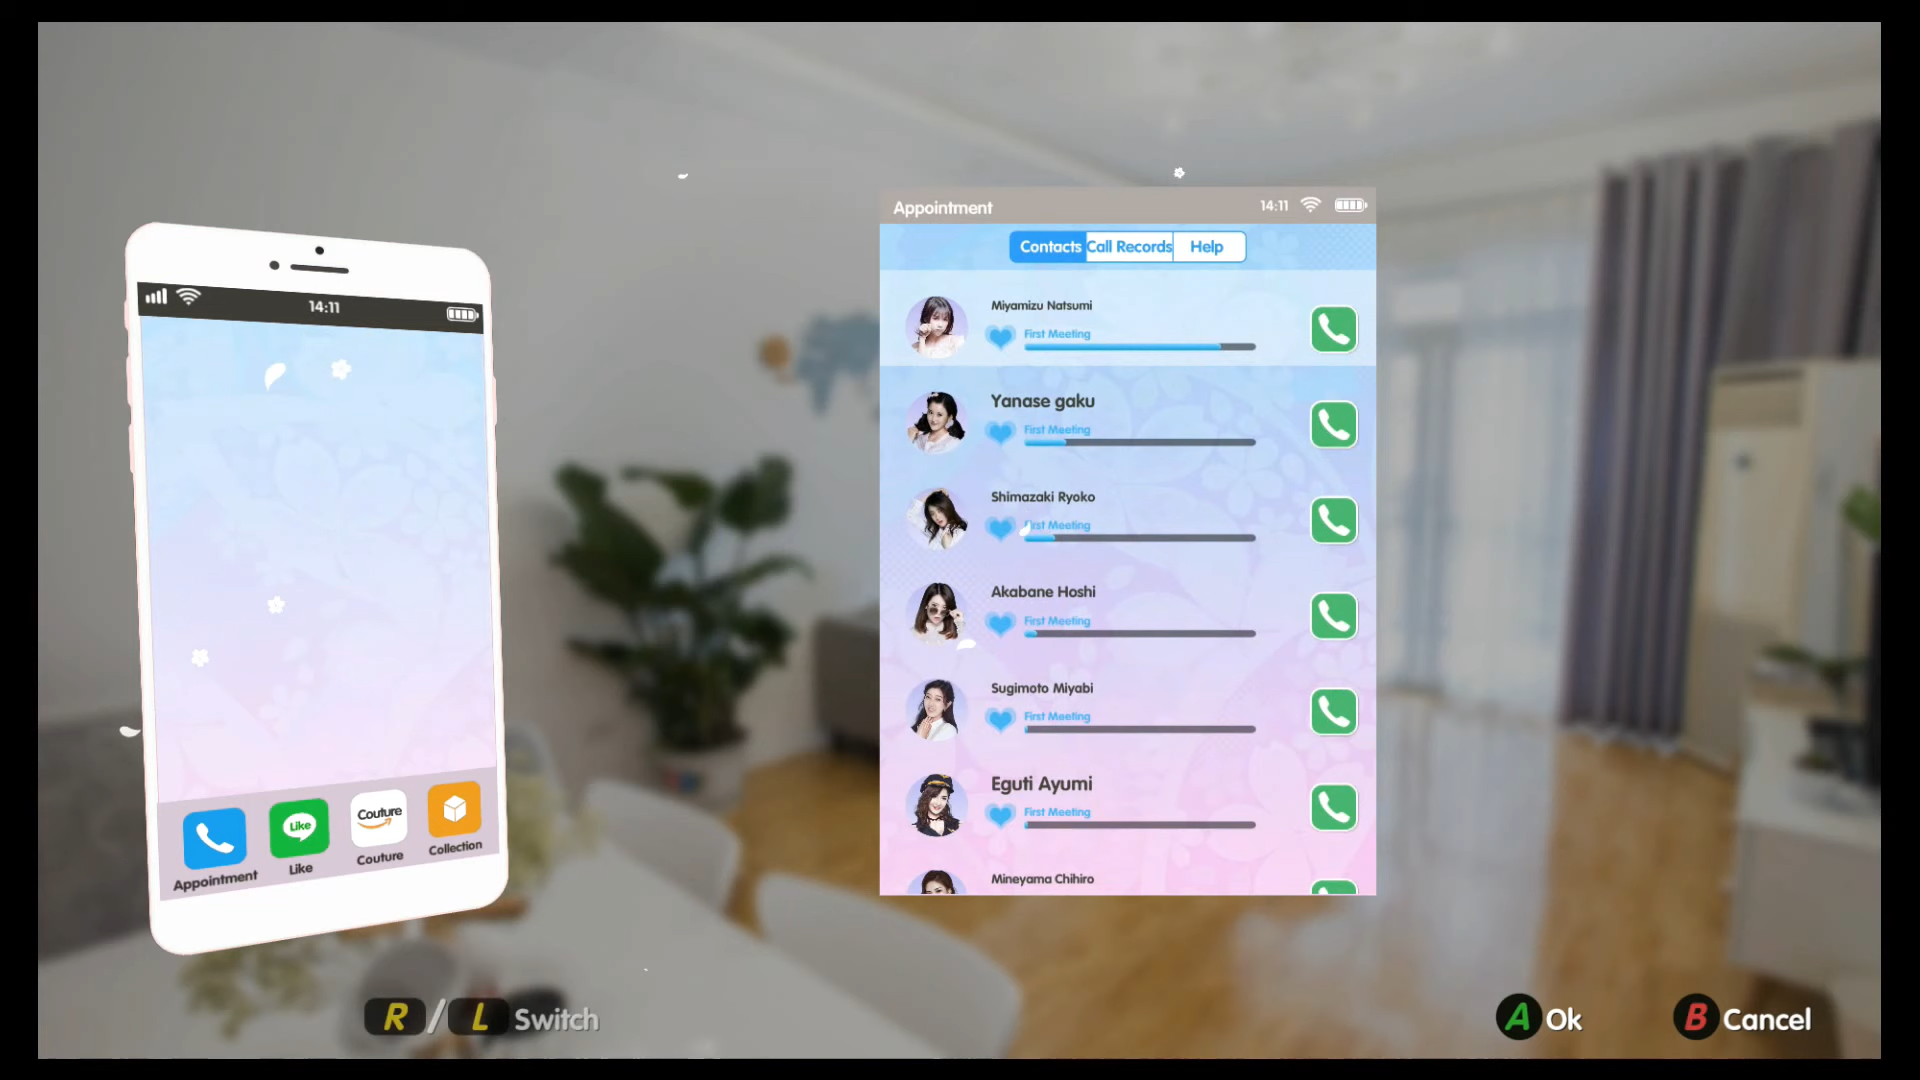 14:11
Appointment
Like
Like
Couture
Couture
Collection
Appointment 14:11
Contacts Call Records Help
Miyamizu Natsumi
First Meeting
Yanase gaku
First Meeting
Shimazaki Ryoko
First Meeting
Akabane Hoshi
First Meeting
Sugimoto Miyabi
First Meeting
Eguti Ayumi
First Meeting
Mineyama Chihiro
R / L Switch
A Ok
B Cancel